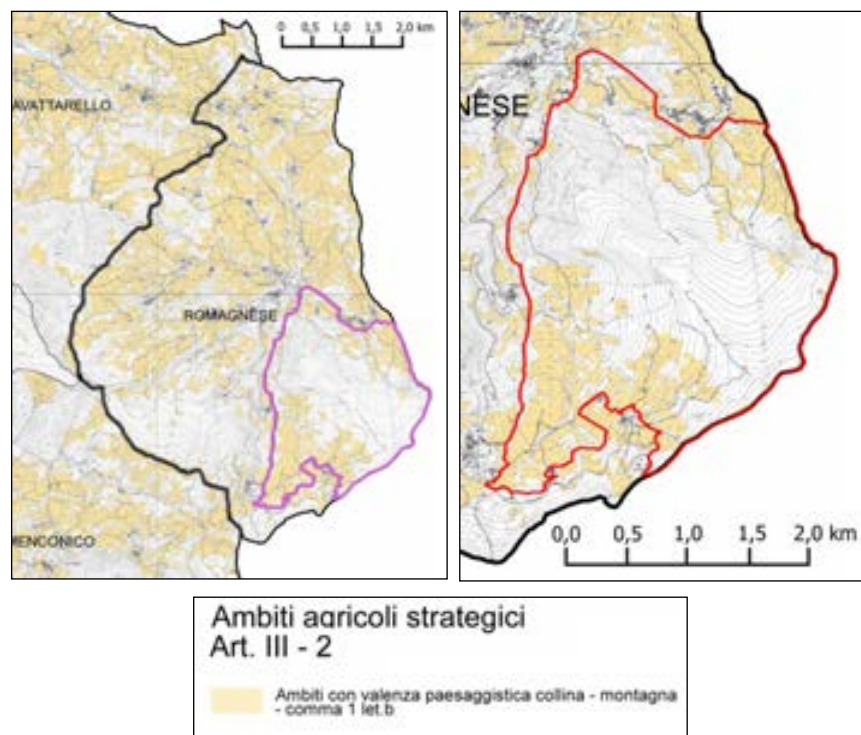 0 0,5 1,0 1,5 2,0 km
AVATTARELLO
ROMAGNESE
MENCONICO
NESE
0,0 0,5 1,0 1,5 2,0 km
Ambiti agricoli strategici
Art. III - 2
Ambiti con valenza paesaggistica collina - montagna
- comma 1 let.b